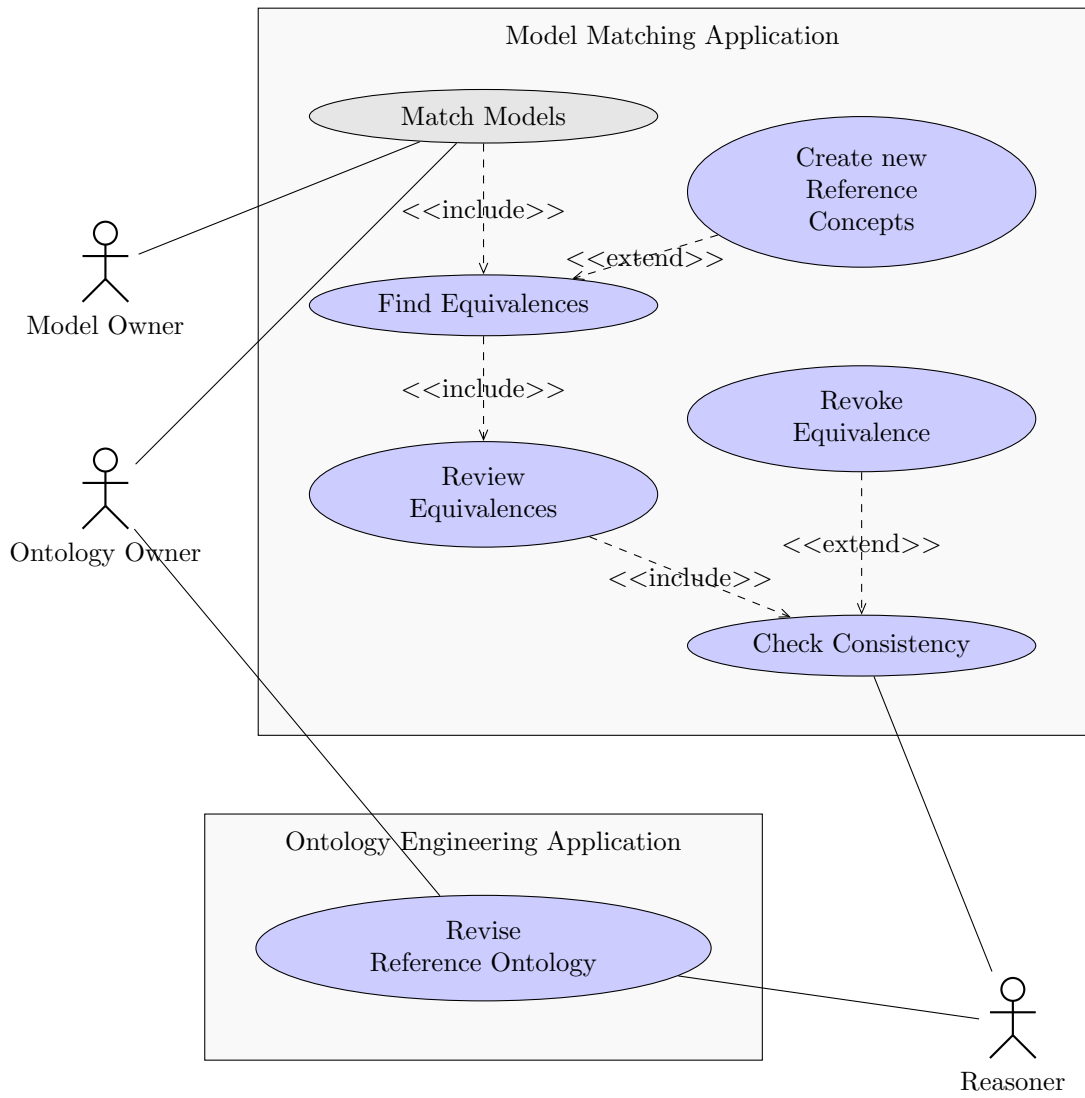 Model Matching Application
Match Models
Create new
Reference
Concepts
<<include>>
<<extend>>
Find Equivalences
Model Owner
<<include>>
Revoke
Equivalence
Review
Equivalences
Ontology Owner
<<extend>>
<<include>>
Check Consistency
Ontology Engineering Application
Revise
Reference Ontology
Reasoner